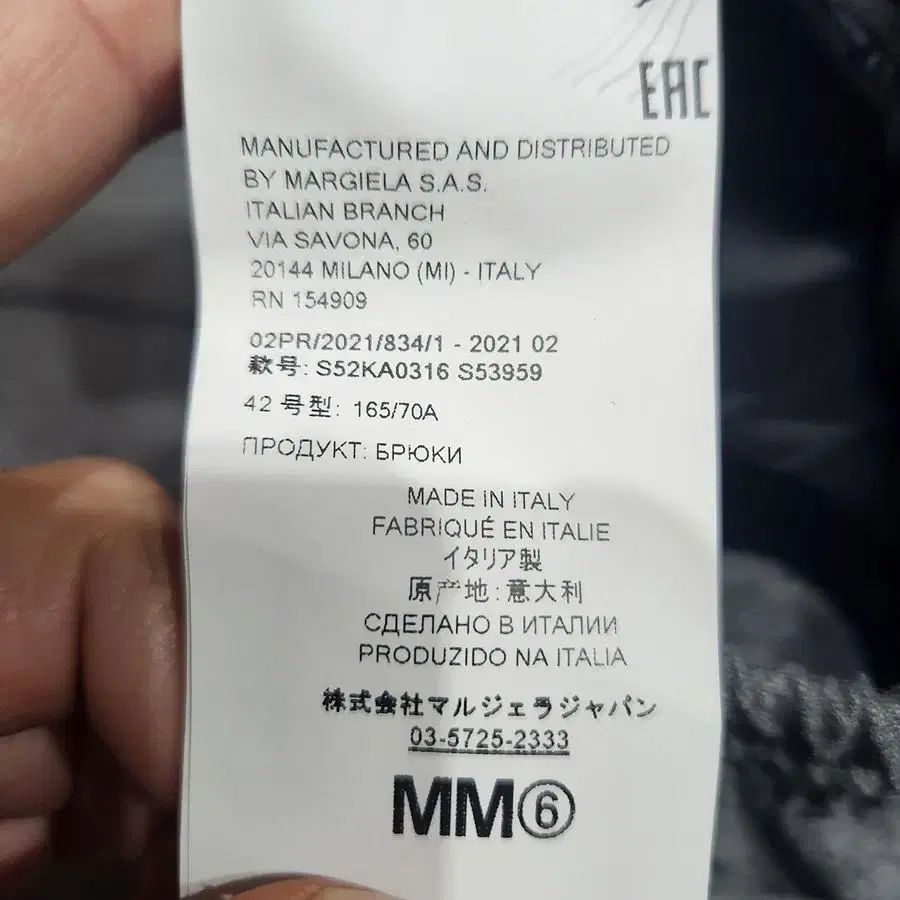 EAC
MANUFACTURED AND DISTRIBUTED
BY MARGIELA S.A.S.
ITALIAN BRANCH
VIA SAVONA, 60
20144 MILANO (MI) - ITALY
RN 154909
02PR/2021/834/1 - 2021 02
款号: S52KA0316 S53959
42 号型: 165/70A
ПРОДУКТ: БРЮКИ
MADE IN ITALY
FABRIQUÉ EN ITALIE
イタリア製
原产地:意大利
СДЕЛАНО В ИТАЛИИ
PRODUZIDO NA ITALIA
株式会社マルジェラジャパン
03-5725-2333
MM⑥